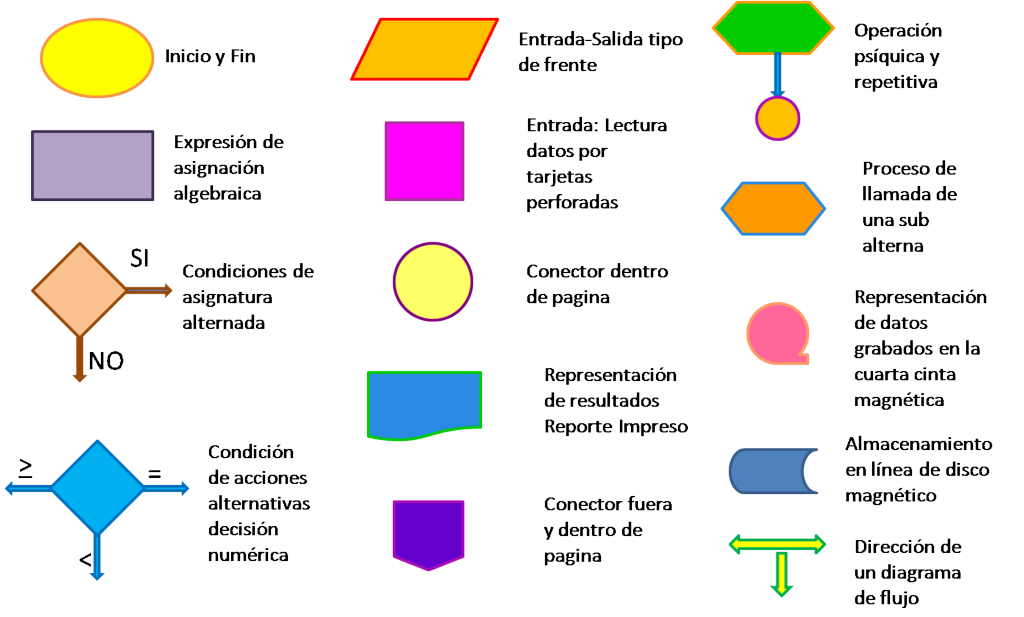 Inicio y Fin
Expresión de
asignación
algebraica
SI
Condiciones de
asignatura
alternada
NO
Condición
de acciones
alternativas
decisión
numérica
≥
=
<
Entrada-Salida tipo
de frente
Entrada: Lectura
datos por
tarjetas
perforadas
Conector dentro
de pagina
Representación
de resultados
Reporte Impreso
Conector fuera
y dentro de
pagina
Operación
psíquica y
repetitiva
Proceso de
llamada de
una sub
alterna
Representación
de datos
grabados en la
cuarta cinta
magnética
Almacenamiento
en línea de disco
magnético
Dirección de
un diagrama
de flujo